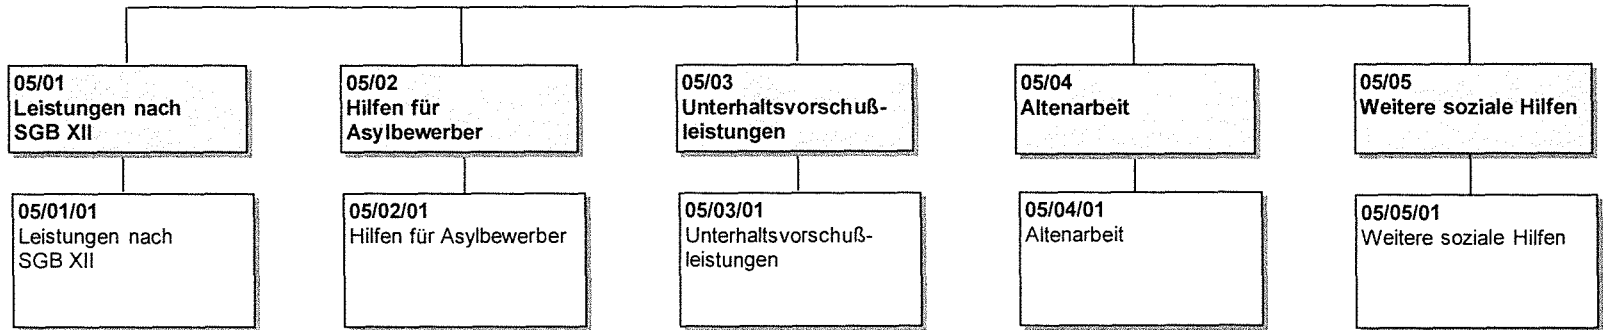 05/01
Leistungen nach
SGB XII
05/02
Hilfen für
Asylbewerber
05/03
Unterhaltsvorschuß-
leistungen
05/04
Altenarbeit
05/05
Weitere soziale Hilfen
05/01/01
Leistungen nach
SGB XII
05/02/01
Hilfen für Asylbewerber
05/03/01
Unterhaltsvorschuß-
leistungen
05/04/01
Altenarbeit
05/05/01
Weitere soziale Hilfen